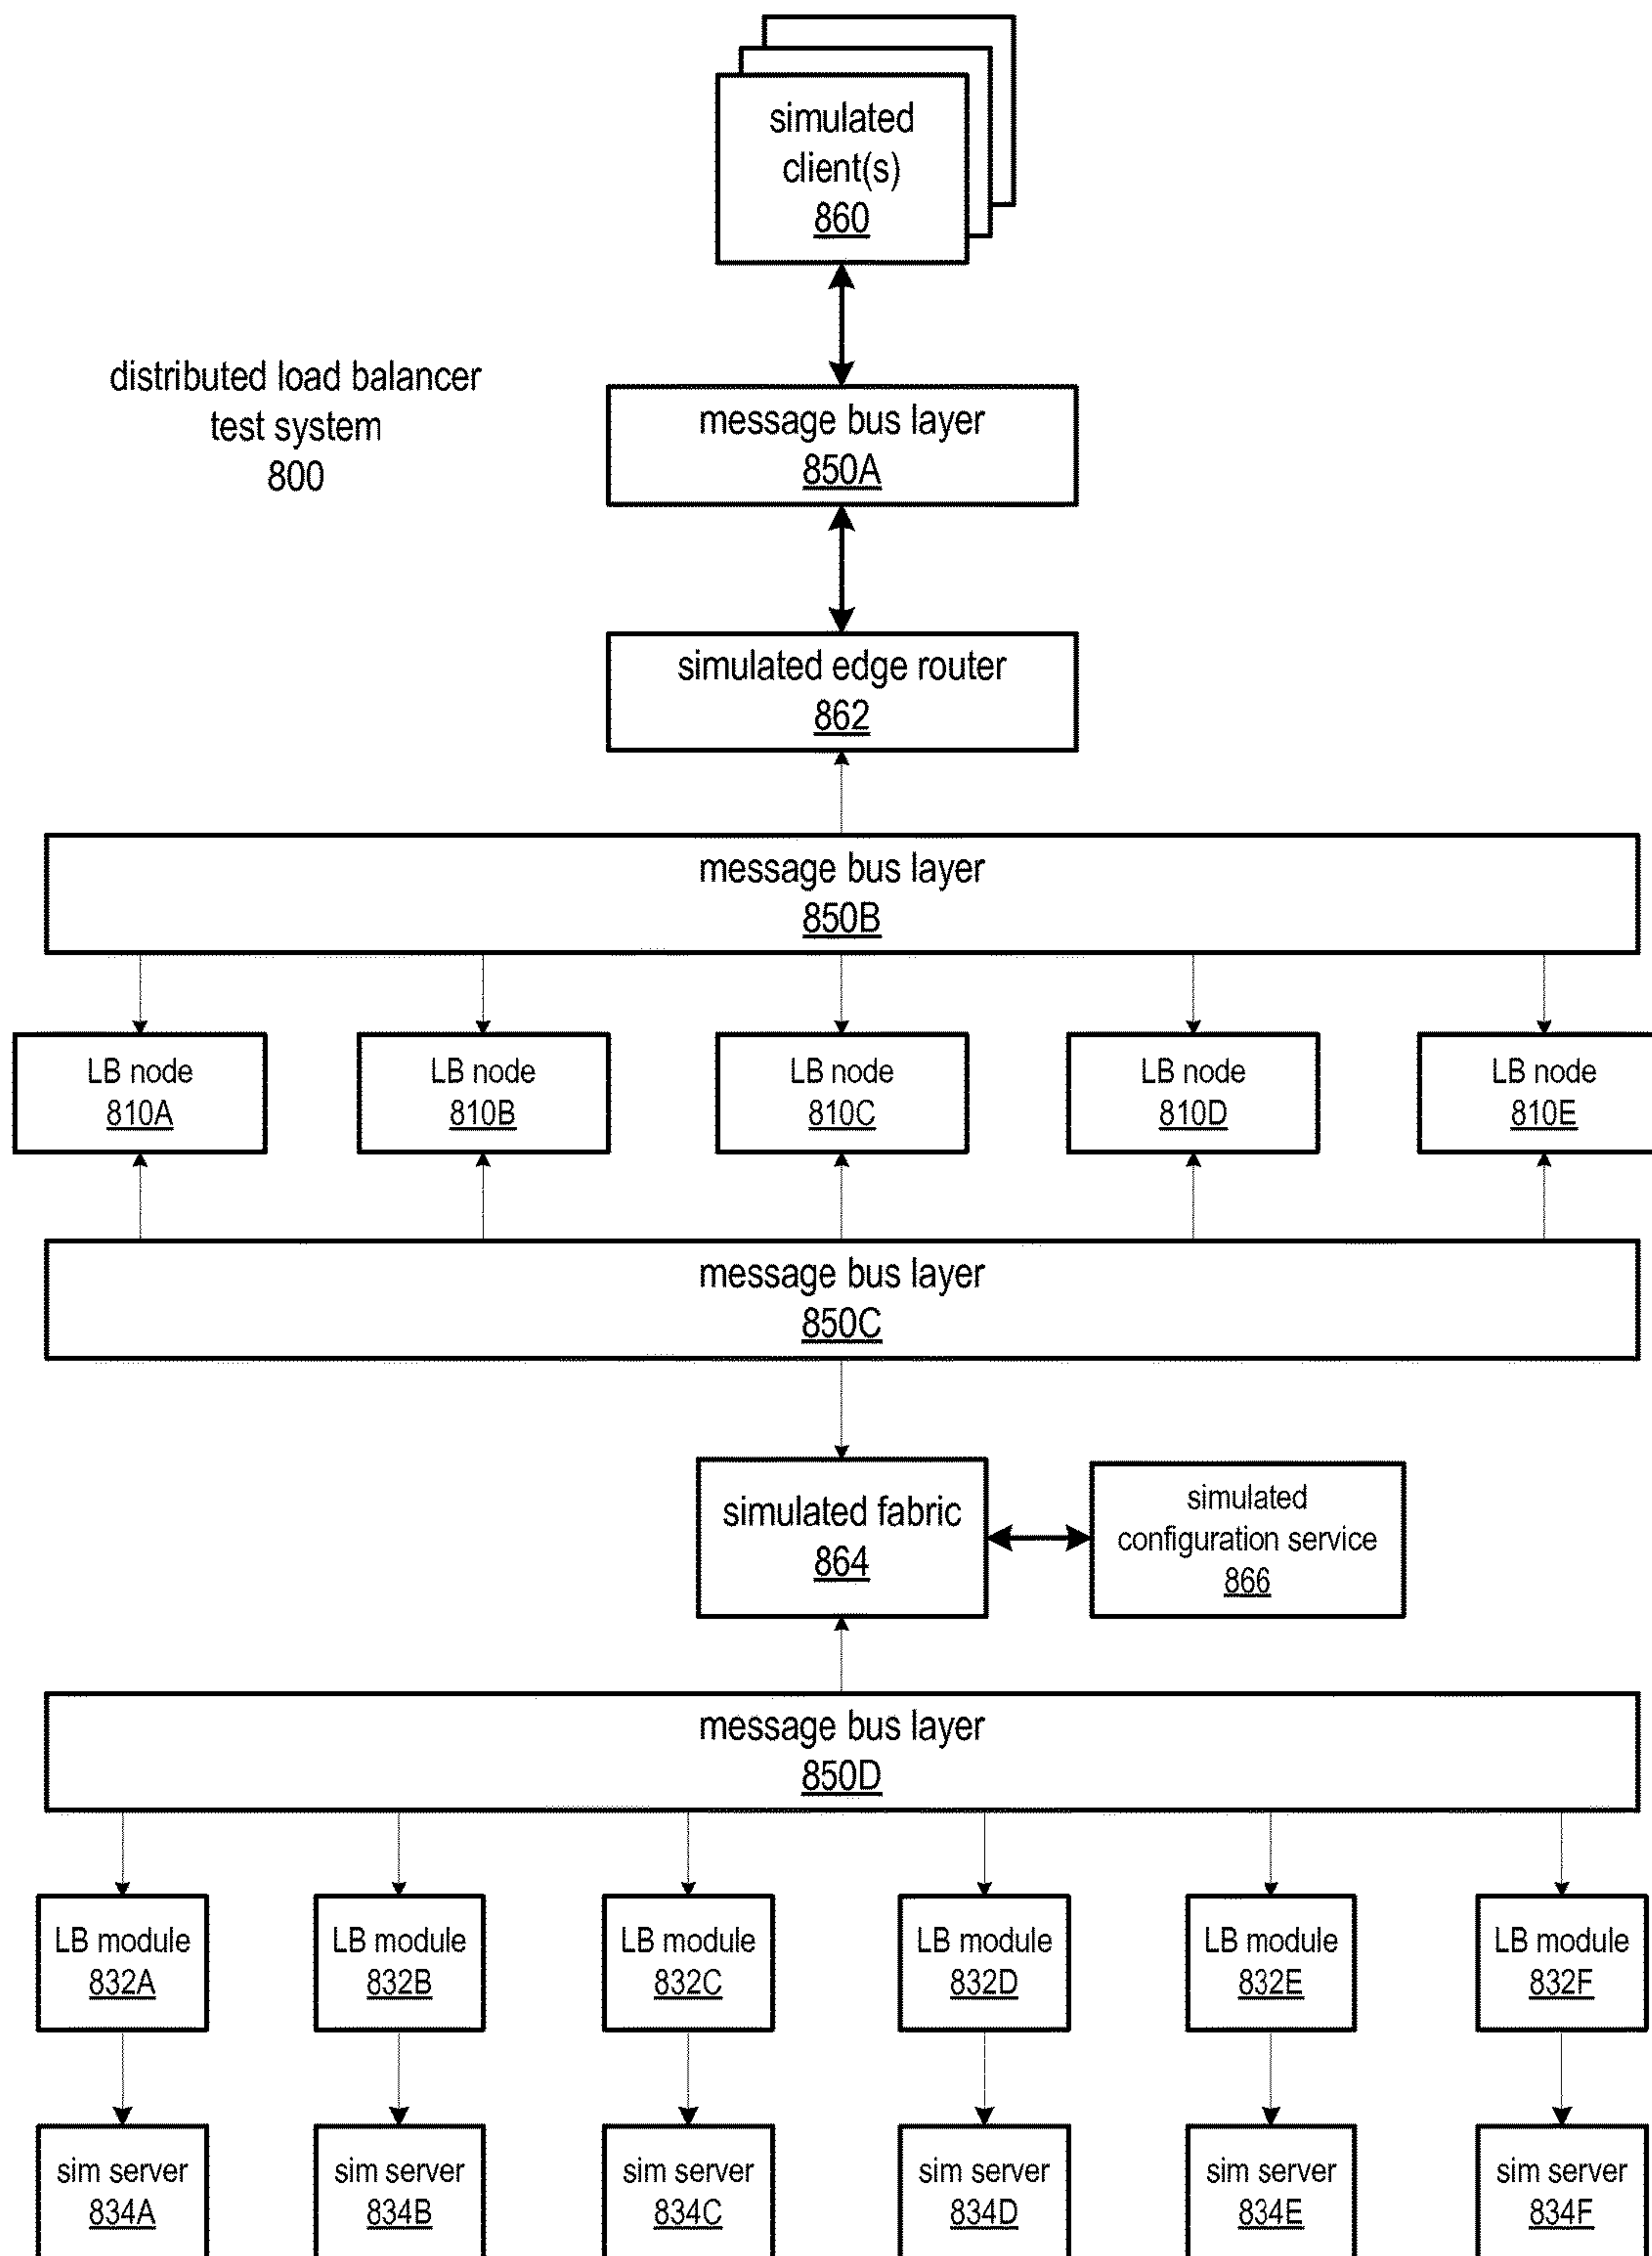 simulated
client(s)
860
distributed load balancer
test system
800
message bus layer
850A
simulated edge router
862
message bus layer
850B
LB node
810A
LB node
810B
LB node
810C
LB node
810D
LB node
810E
message bus layer
850C
simulated fabric
864
simulated
configuration service
866
message bus layer
850D
LB module
832A
LB module
832B
LB module
832C
LB module
832D
LB module
832E
LB module
832F
sim server
834A
sim server
834B
sim server
834C
sim server
834D
sim server
834E
sim server
834F